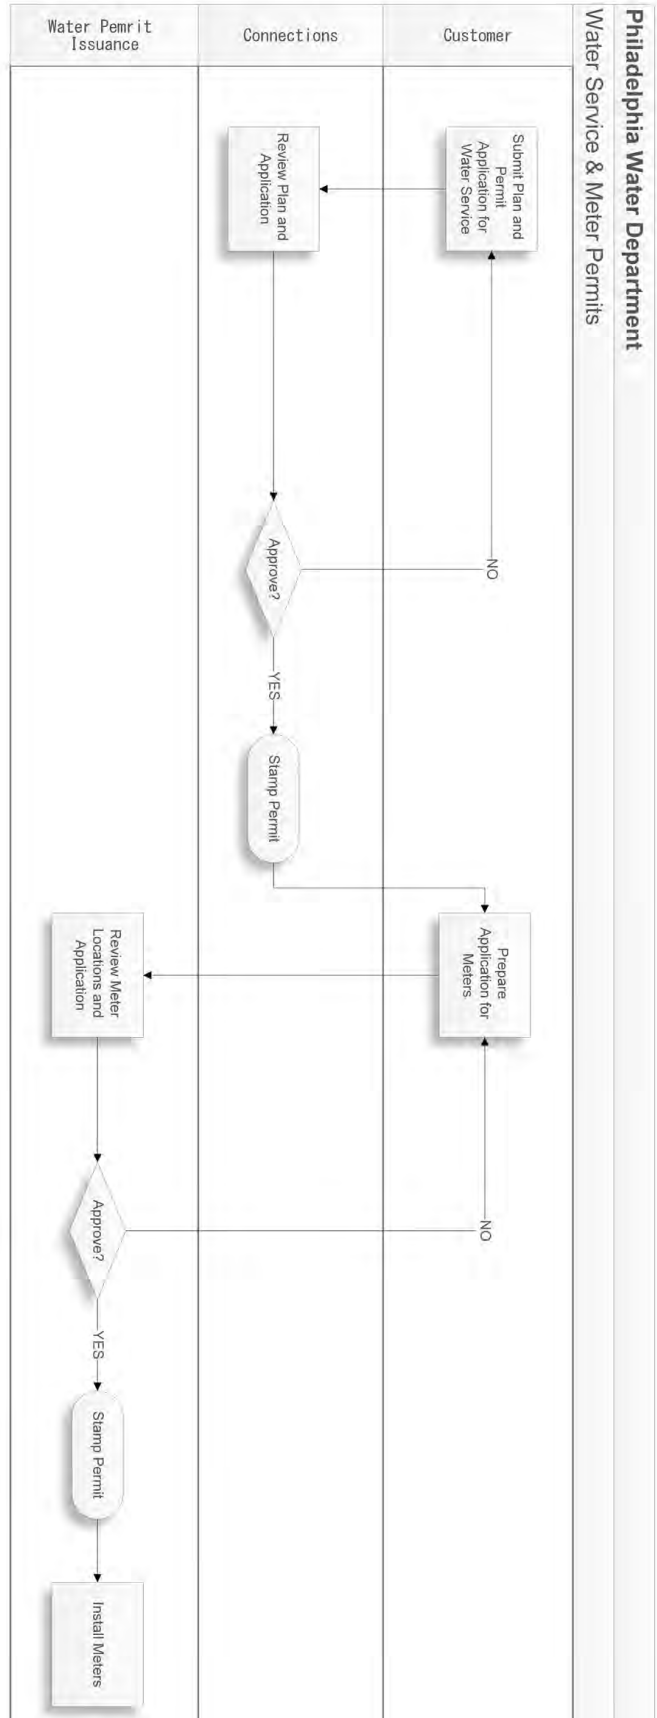 Philadelphia Water Department
Water Service & Meter Permits
Customer
Connections
Water Pemrit
Issuance
Submit Plan and
Permit
Application for
Water Service
Review Plan and
Application
Approve?
NO
YES
Stamp Permit
Prepare
Application for
Meters
Review Meter
Locations and
Application
Approve?
NO
YES
Stamp Permit
Install Meters